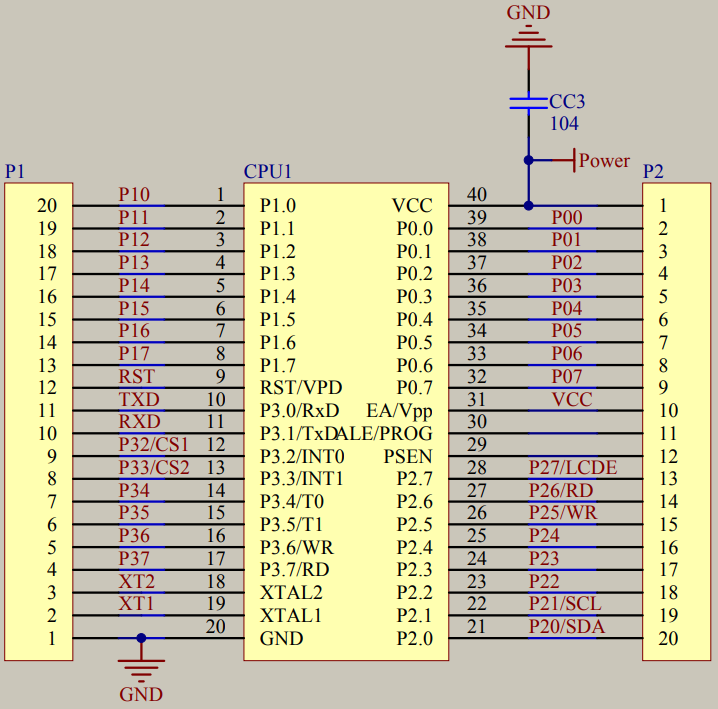 GND
CC3
104
Power
P1 CPU1 P2
40
20 P10 1 P1.0 VCC 1
19 P11 2 P1.1 P0.0 39 P00 2
18 P12 3 P1.2 P0.1 38 P01 3
17 P13 4 P1.3 P0.2 37 P02 4
16 P14 5 P1.4 P0.3 36 P03 5
15 P15 6 P1.5 P0.4 35 P04 6
14 P16 7 P1.6 P0.5 34 P05 7
13 P17 8 P1.7 P0.6 33 P06 8
12 RST 9 RST/VPD P0.7 32 P07 9
11 TXD 10 P3.0/RxD EA/Vpp 31 VCC 10
10 RXD 11 P3.1/TxD ALE/PROG 30 11
9 P32/CS1 12 P3.2/INT0 PSEN 29 12
8 P33/CS2 13 P3.3/INT1 P2.7 28 P27/LCDE 13
7 P34 14 P3.4/T0 P2.6 27 P26/RD 14
6 P35 15 P3.5/T1 P2.5 26 P25/WR 15
5 P36 16 P3.6/WR P2.4 25 P24 16
4 P37 17 P3.7/RD P2.3 24 P23 17
3 XT2 18 XTAL2 P2.2 23 P22 18
2 XT1 19 XTAL1 P2.1 22 P21/SCL 19
1 20 GND P2.0 21 P20/SDA 20
GND